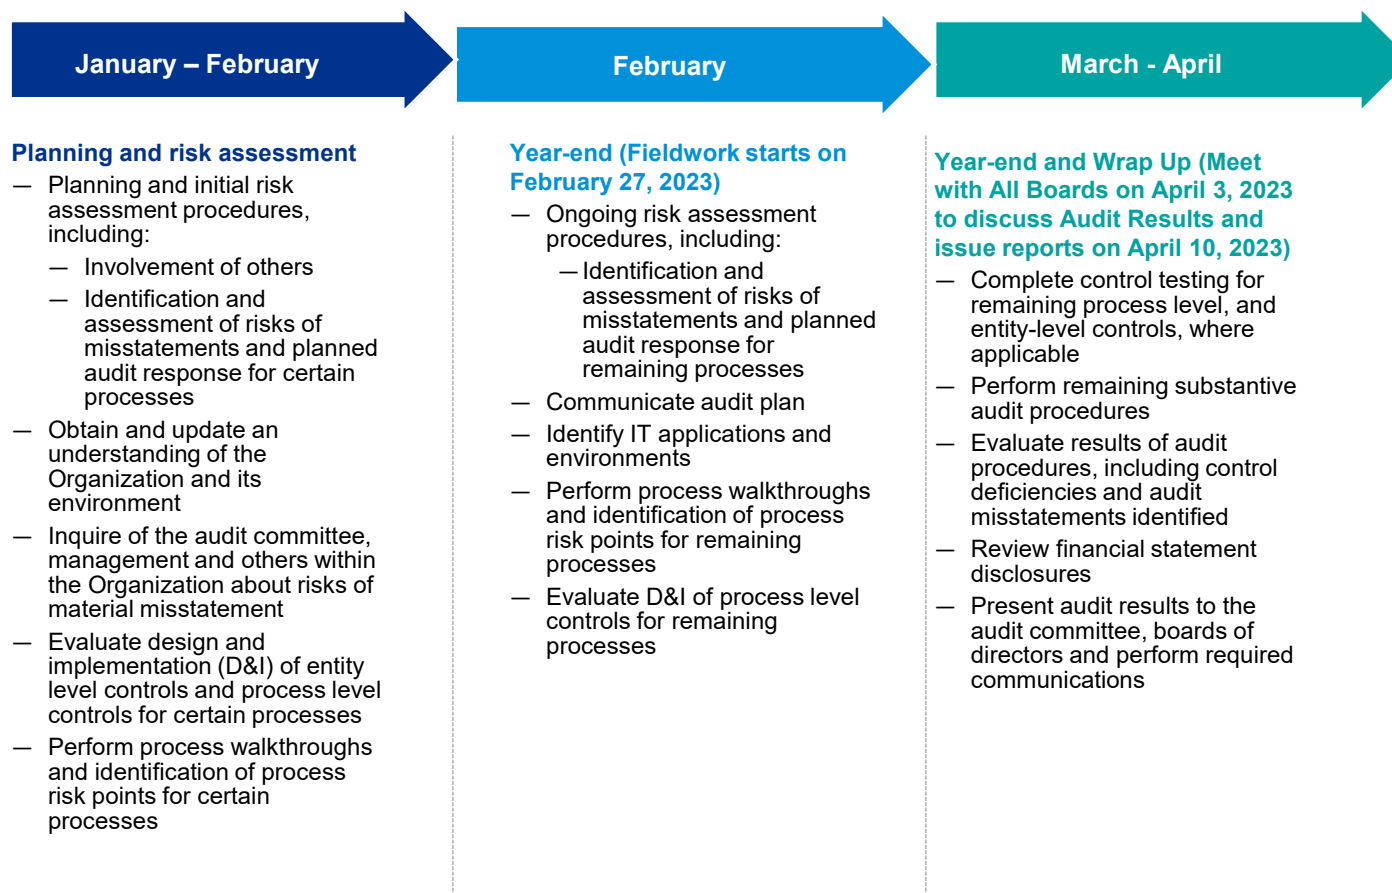 January – February
February
March - April
Planning and risk assessment
— Planning and initial risk
assessment procedures,
including:
— Involvement of others
— Identification and
assessment of risks of
misstatements and planned
audit response for certain
processes
— Obtain and update an
understanding of the
Organization and its
environment
— Inquire of the audit committee,
management and others within
the Organization about risks of
material misstatement
— Evaluate design and
implementation (D&I) of entity
level controls and process level
controls for certain processes
— Perform process walkthroughs
and identification of process
risk points for certain
processes
Year-end (Fieldwork starts on
February 27, 2023)
— Ongoing risk assessment
procedures, including:
— Identification and
assessment of risks of
misstatements and planned
audit response for
remaining processes
— Communicate audit plan
— Identify IT applications and
environments
— Perform process walkthroughs
and identification of process
risk points for remaining
processes
— Evaluate D&I of process level
controls for remaining
processes
Year-end and Wrap Up (Meet
with All Boards on April 3, 2023
to discuss Audit Results and
issue reports on April 10, 2023)
— Complete control testing for
remaining process level, and
entity-level controls, where
applicable
— Perform remaining substantive
audit procedures
— Evaluate results of audit
procedures, including control
deficiencies and audit
misstatements identified
— Review financial statement
disclosures
— Present audit results to the
audit committee, boards of
directors and perform required
communications